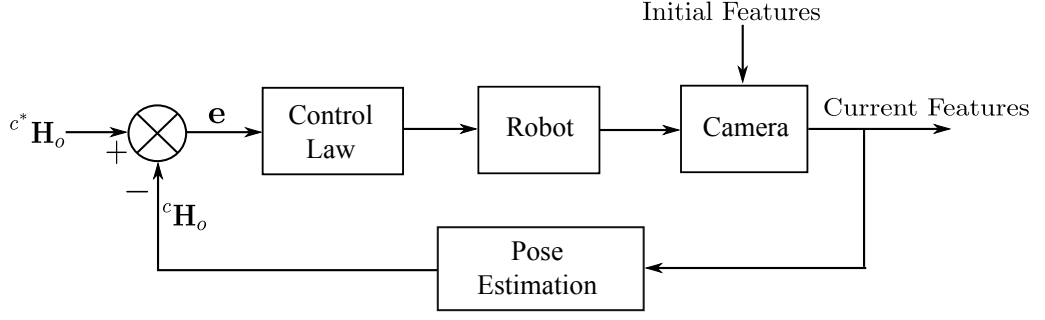 Initial Features
Current Features
c*Ho
+
e
Control
Law
Robot
Camera
−
cHo
Pose
Estimation